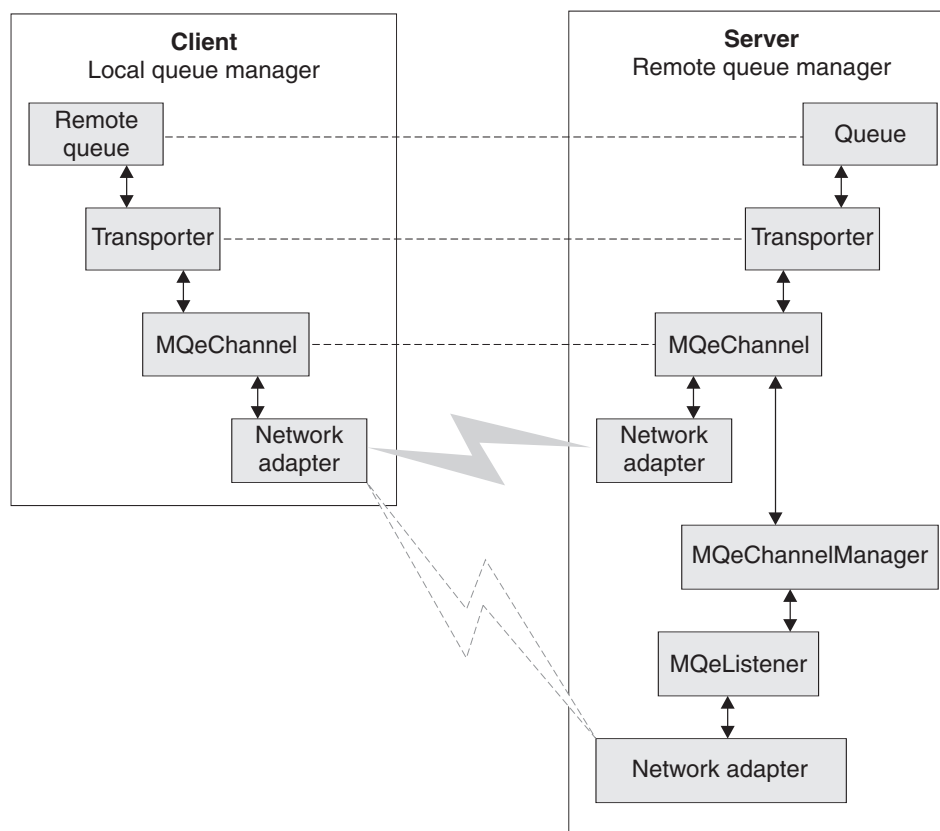 Client
Local queue manager
Remote
queue
Transporter
MQeChannel
Network
adapter
Server
Remote queue manager
Queue
Transporter
MQeChannel
Network
adapter
MQeChannelManager
MQeListener
Network adapter